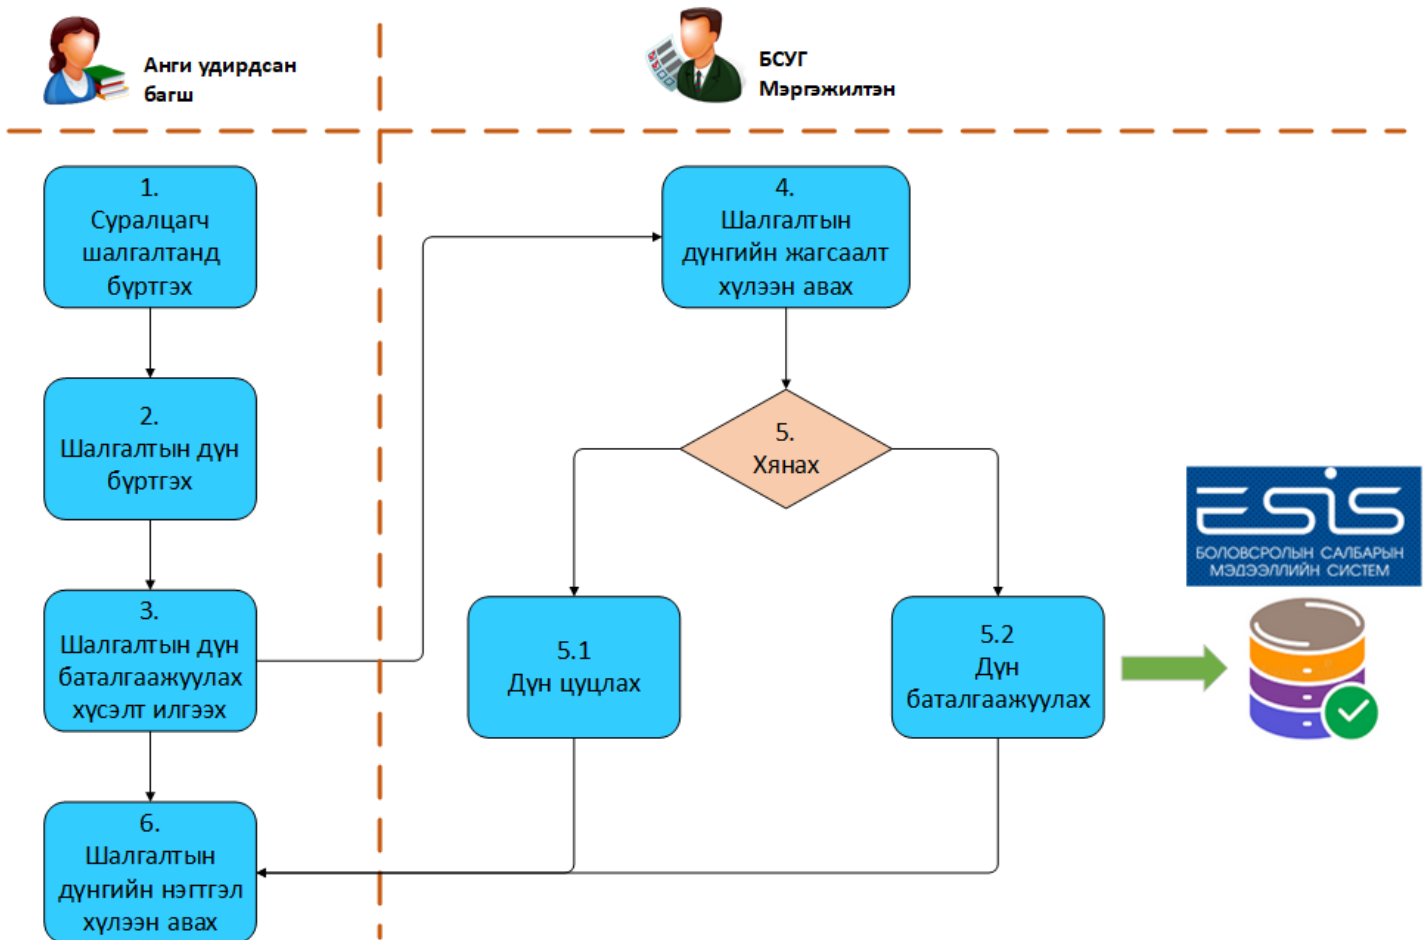 Анги удирдсан
багш
БСУГ
Мэргэжилтэн
1.
Суралцагч
шалгалтанд
бүртгэх
2.
Шалгалтын дүн
бүртгэх
3.
Шалгалтын дүн
баталгаажуулах
хүсэлт илгээх
4.
Шалгалтын
дүнгийн жагсаалт
хүлээн авах
5.
Хянах
5.1
Дүн цуцлах
5.2
Дүн
баталгаажуулах
ESIS
БОЛОВСРОЛЫН САЛБАРЫН
МЭДЭЭЛЛИЙН СИСТЕМ
6.
Шалгалтын
дүнгийн нэгтгэл
хүлээн авах